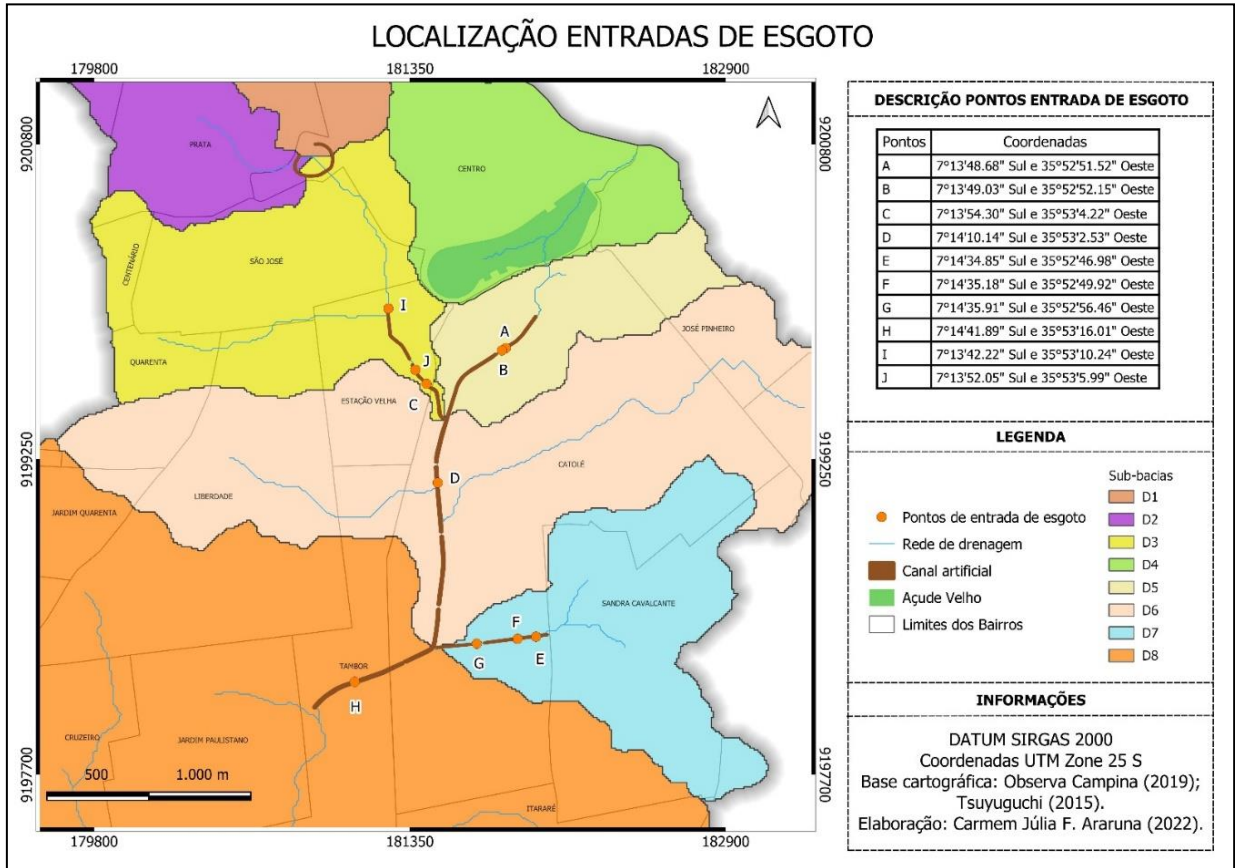 LOCALIZAÇÃO ENTRADAS DE ESGOTO
179800 181350 182900
9200800 9200800
9199250 9199250
9197700 9197700
179800 181350 182900
PRATA
CENTRO
CENTENÁRIO
SÃO JOSÉ
I
JOSÉ PINHEIRO
A
B
QUARENTA
J
ESTAÇÃO VELHA
C
CATOLÉ
D
LIBERDADE
JARDIM QUARENTA
SANDRA CAVALCANTE
F
E
G
TAMBOR
H
CRUZEIRO
JARDIM PAULISTANO
ITARARÉ
500 1.000 m
DESCRIÇÃO PONTOS ENTRADA DE ESGOTO
Pontos Coordenadas
A 7°13'48.68" Sul e 35°52'51.52" Oeste
B 7°13'49.03" Sul e 35°52'52.15" Oeste
C 7°13'54.30" Sul e 35°53'4.22" Oeste
D 7°14'10.14" Sul e 35°53'2.53" Oeste
E 7°14'34.85" Sul e 35°52'46.98" Oeste
F 7°14'35.18" Sul e 35°52'49.92" Oeste
G 7°14'35.91" Sul e 35°52'56.46" Oeste
H 7°14'41.89" Sul e 35°53'16.01" Oeste
I 7°13'42.22" Sul e 35°53'10.24" Oeste
J 7°13'52.05" Sul e 35°53'5.99" Oeste
LEGENDA
Pontos de entrada de esgoto
Rede de drenagem
Canal artificial
Açude Velho
Limites dos Bairros
Sub-bacias
D1
D2
D3
D4
D5
D6
D7
D8
INFORMAÇÕES
DATUM SIRGAS 2000
Coordenadas UTM Zone 25 S
Base cartográfica: Observa Campina (2019);
Tsuyuguchi (2015).
Elaboração: Carmem Júlia F. Araruna (2022).